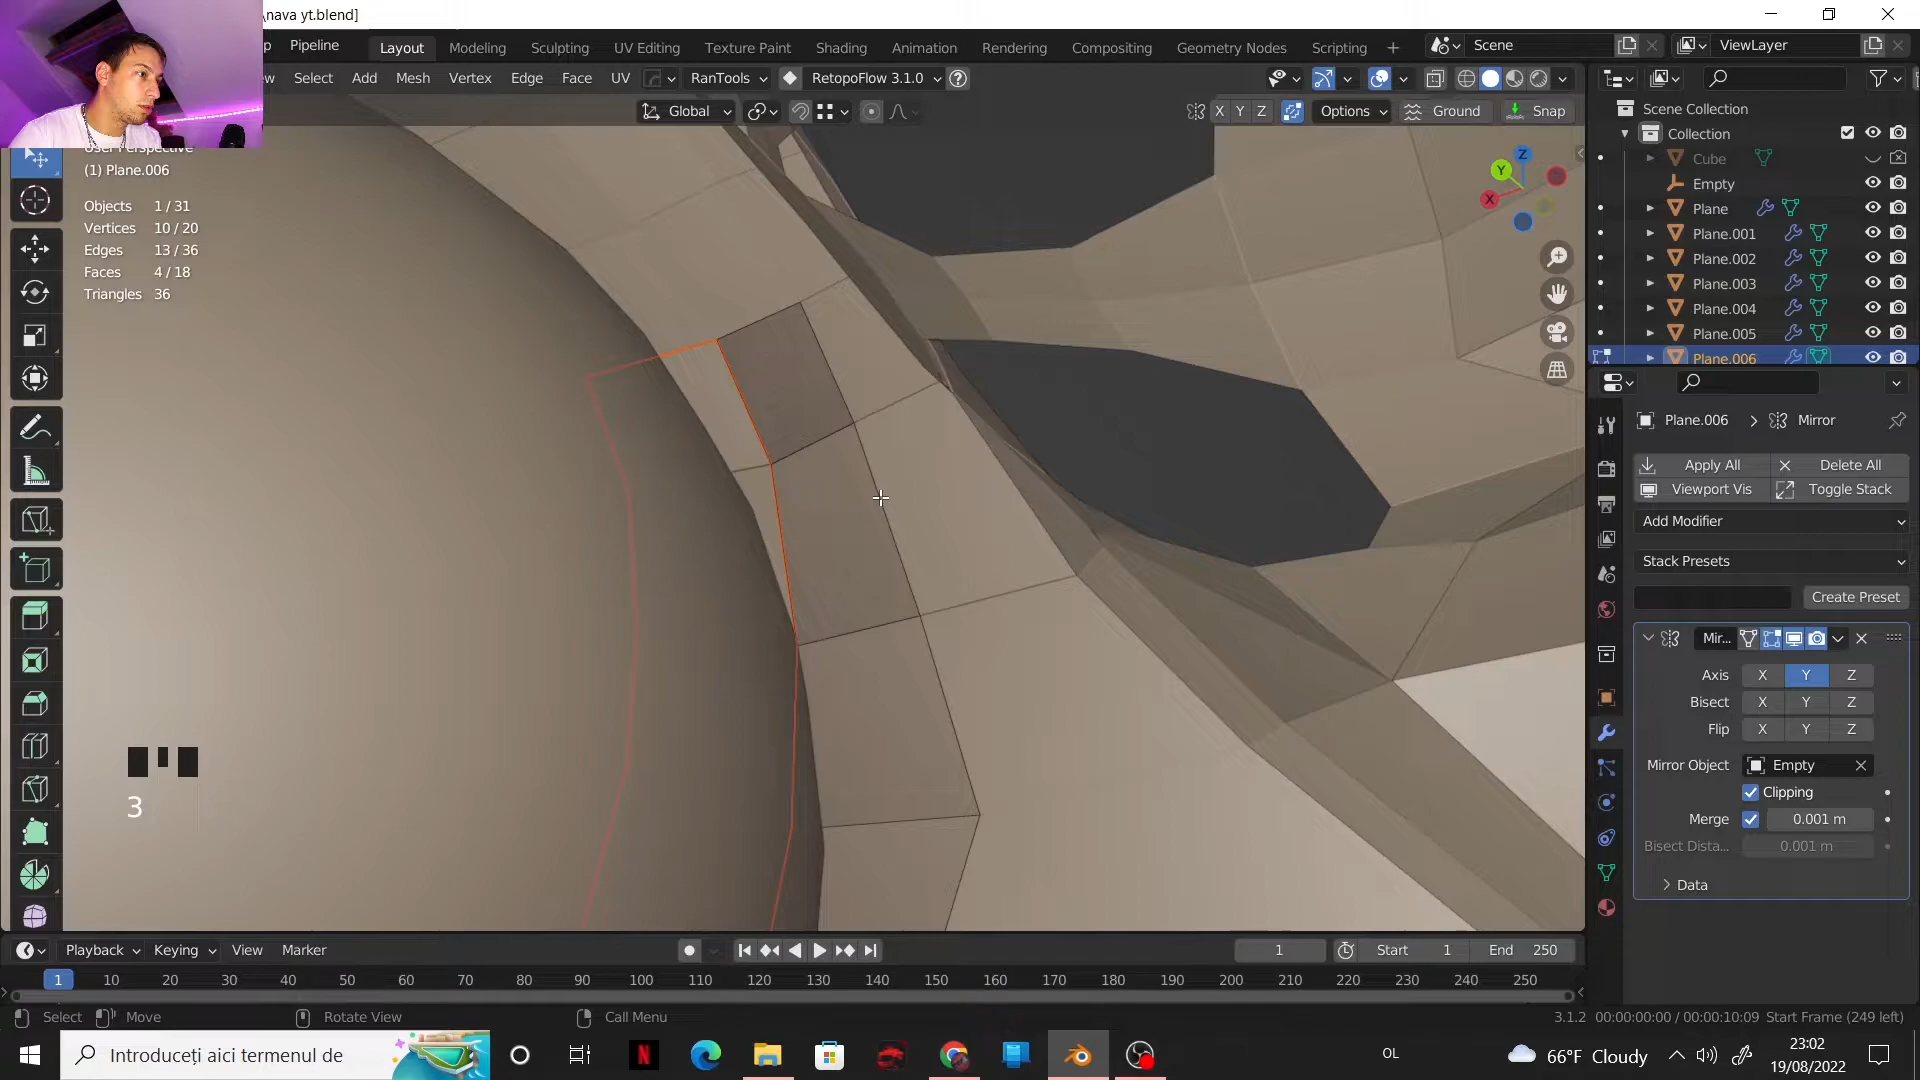 \nava yt.blend]
p Pipeline Layout Modeling Sculpting UV Editing Texture Paint Shading Animation Rendering Compositing Geometry Nodes Scripting + Scene ViewLayer
ew Select Add Mesh Vertex Edge Face UV RanTools RetopoFlow 3.1.0
Global X Y Z Options Ground Snap
User Perspective
(1) Plane.006
Objects 1 / 31
Vertices 10 / 20
Edges 13 / 36
Faces 4 / 18
Triangles 36
Z
Y
X
3
Scene Collection
Collection
Cube
Empty
Plane
Plane.001
Plane.002
Plane.003
Plane.004
Plane.005
Plane.006
Plane.006 > Mirror
Apply All Delete All
Viewport Vis Toggle Stack
Add Modifier
Stack Presets
Create Preset
Mir...
Axis X Y Z
Bisect X Y Z
Flip X Y Z
Mirror Object Empty
Clipping
Merge 0.001 m
Bisect Dista... 0.001 m
Data
Playback Keying View Marker 1 Start 1 End 250
1 10 20 30 40 50 60 70 80 90 100 110 120 130 140 150 160 170 180 190 200 210 220 230 240 250
Select Move Rotate View Call Menu 3.1.2 00:00:00:00 / 00:00:10:09 Start Frame (249 left)
Introduceți aici termenul de OL 66°F Cloudy 23:02
19/08/2022